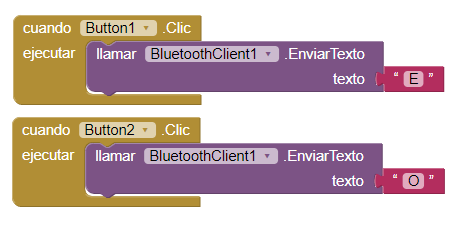 cuando Button1 .Clic
ejecutar llamar BluetoothClient1 .EnviarTexto
texto “ E ”
cuando Button2 .Clic
ejecutar llamar BluetoothClient1 .EnviarTexto
texto “ O ”